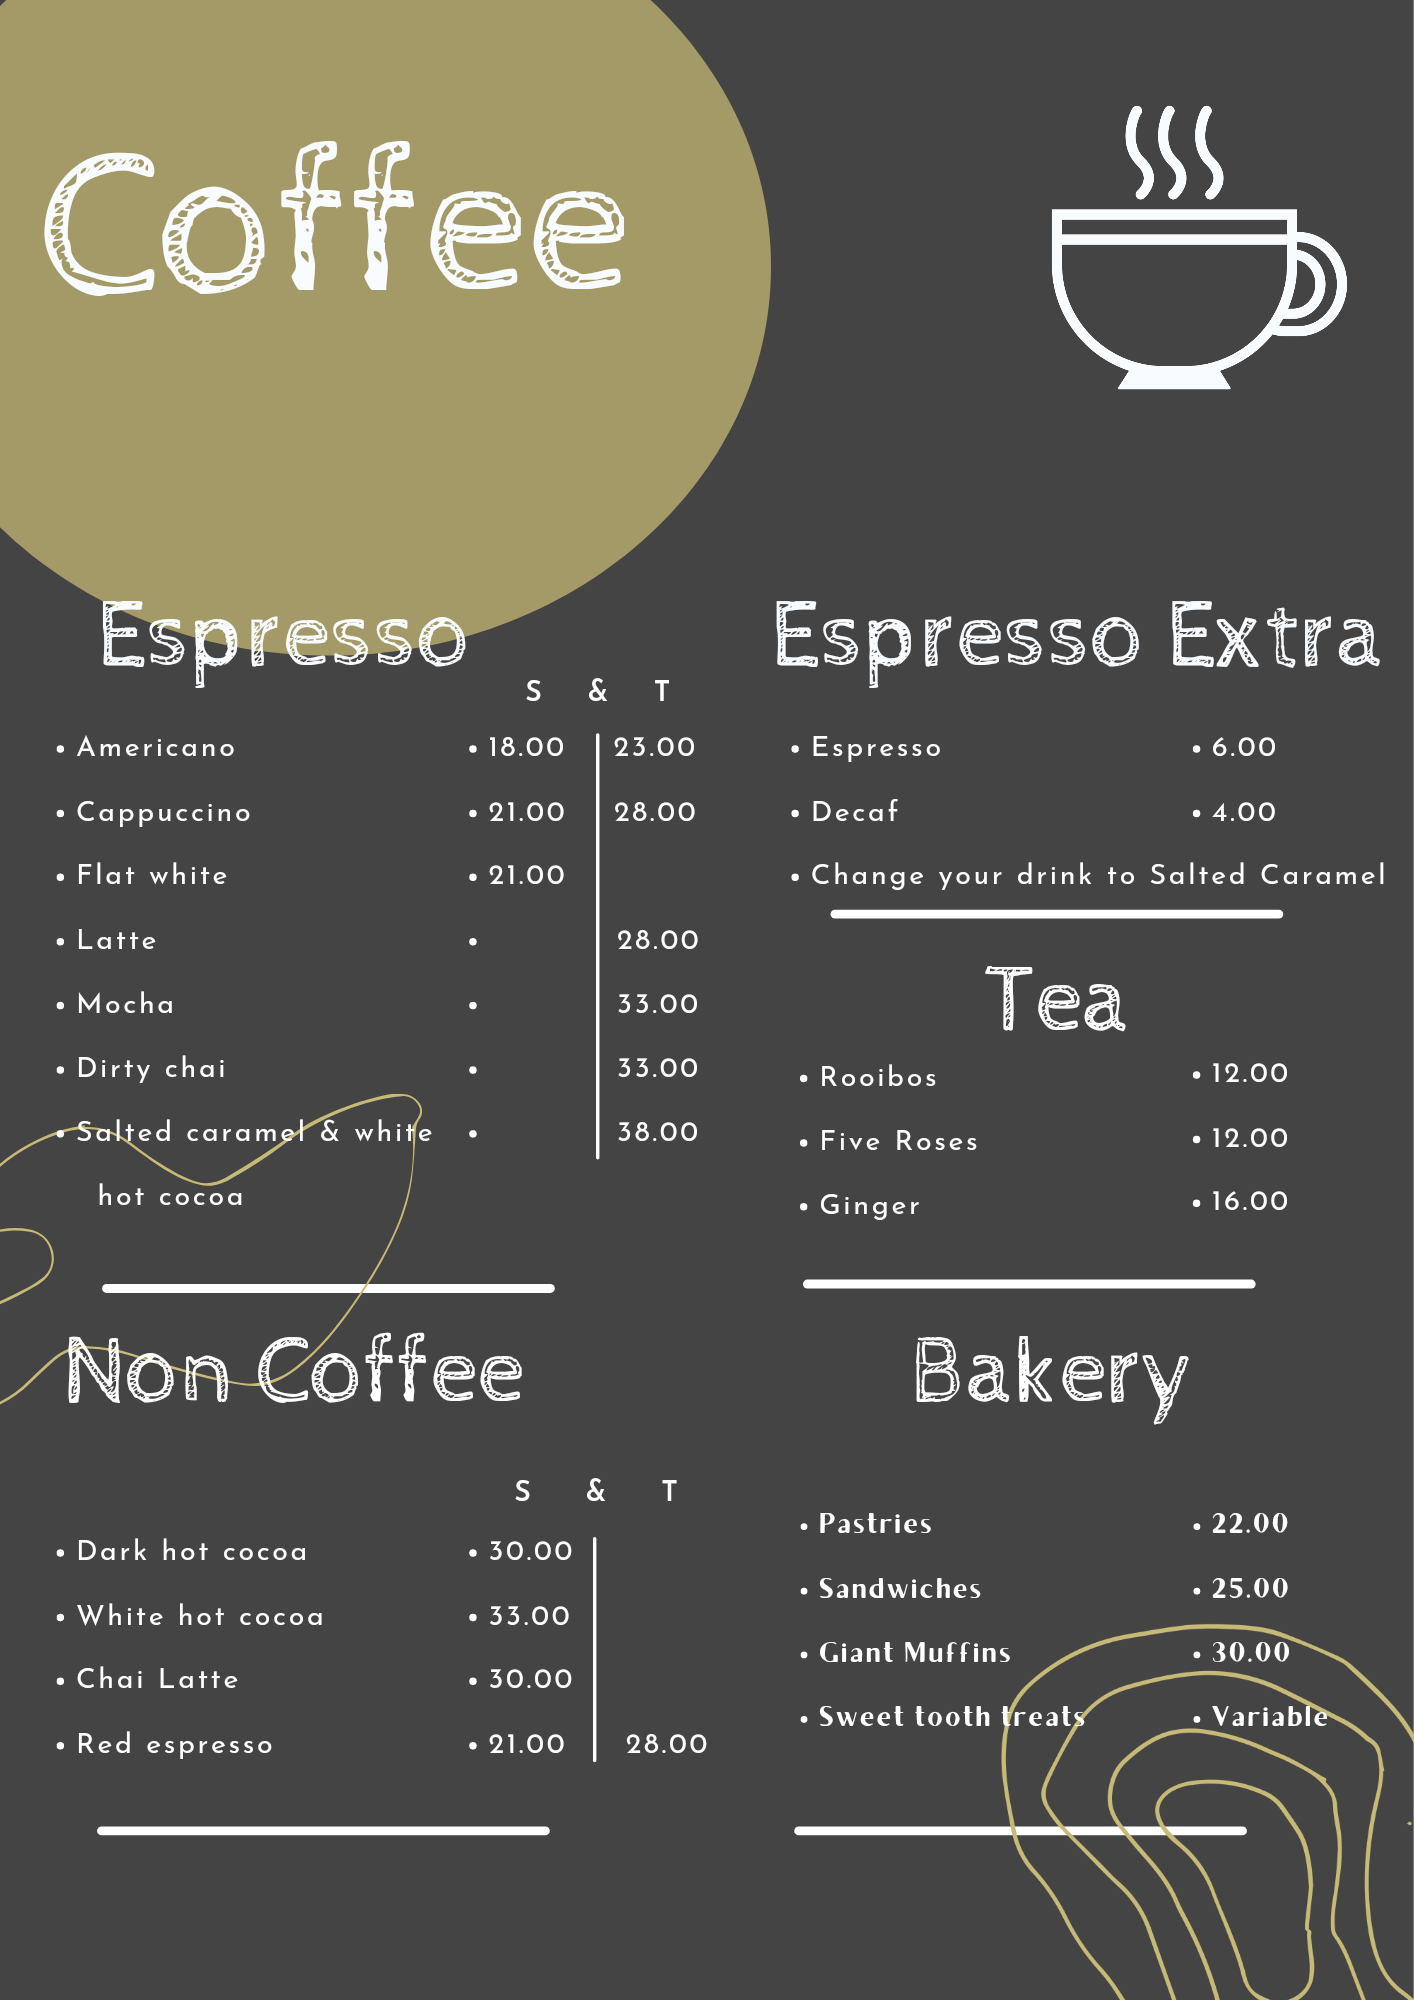 Coffee
Espresso
S & T
• Americano • 18.00 23.00
• Cappuccino • 21.00 28.00
• Flat white • 21.00
• Latte • 28.00
• Mocha • 33.00
• Dirty chai • 33.00
• Salted caramel & white • 38.00
hot cocoa
Non Coffee
S & T
• Dark hot cocoa • 30.00
• White hot cocoa • 33.00
• Chai Latte • 30.00
• Red espresso • 21.00 28.00
Espresso Extra
• Espresso • 6.00
• Decaf • 4.00
• Change your drink to Salted Caramel
Tea
• Rooibos • 12.00
• Five Roses • 12.00
• Ginger • 16.00
Bakery
• Pastries • 22.00
• Sandwiches • 25.00
• Giant Muffins • 30.00
• Sweet tooth treats • Variable